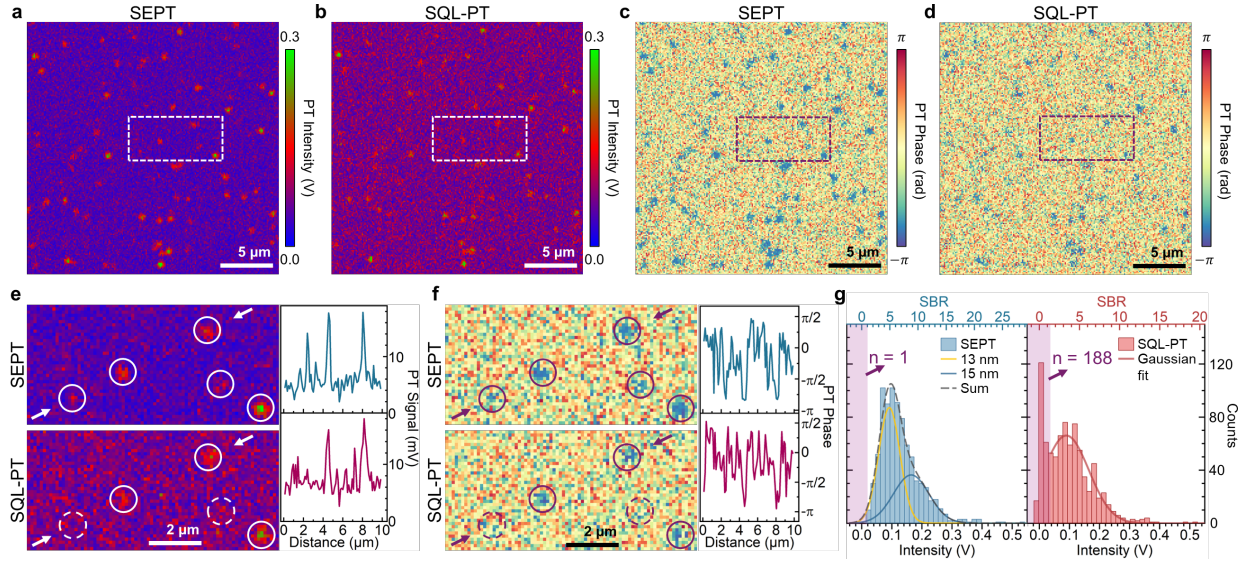 a SEPT
0.3
PT Intensity (V)
0.0
5 μm
b SQL-PT
0.3
PT Intensity (V)
0.0
5 μm
c SEPT
π
PT Phase (rad)
−π
5 μm
d SQL-PT
π
PT Phase (rad)
−π
5 μm
e
SEPT
SQL-PT
2 μm
10
0
PT Signal (mV)
10
0
0 2 4 6 8 10
Distance (μm)
f
SEPT
SQL-PT
2 μm
π/2
0
−π/2
−π
PT Phase
π/2
0
−π/2
−π
0 2 4 6 8 10
Distance (μm)
g
SBR
0 5 10 15 20 25
n = 1
SEPT
13 nm
15 nm
Sum
0.0 0.1 0.2 0.3 0.4 0.5
Intensity (V)
SBR
0 5 10 15 20
n = 188
SQL-PT
Gaussian
fit
0.0 0.1 0.2 0.3 0.4 0.5
Intensity (V)
120
80
40
0
Counts